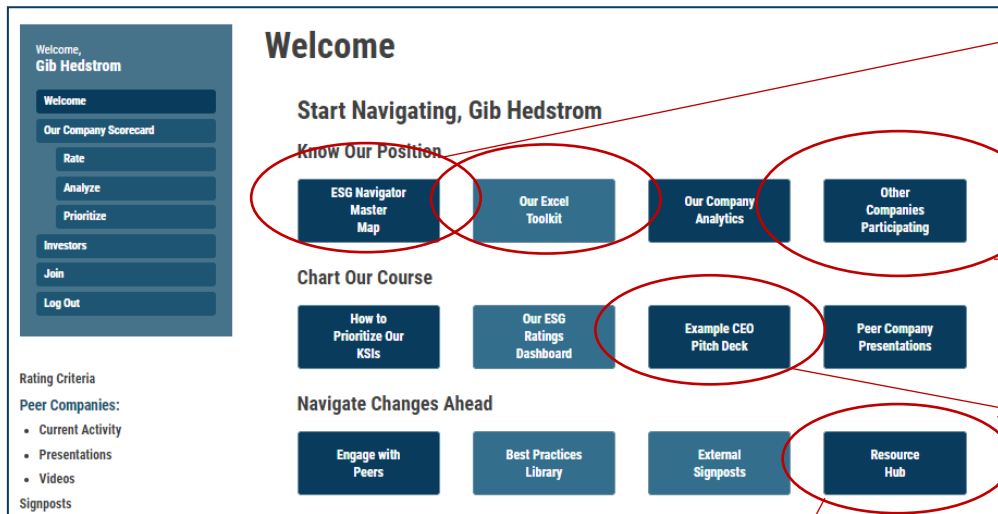 Welcome,
Gib Hedstrom
Welcome
Our Company Scorecard
Rate
Analyze
Prioritize
Investors
Join
Log Out
Rating Criteria
Peer Companies:
• Current Activity
• Presentations
• Videos
Signposts
Welcome
Start Navigating, Gib Hedstrom
Know Our Position
ESG Navigator
Master
Map
Our Excel
Toolkit
Our Company
Analytics
Other
Companies
Participating
Chart Our Course
How to
Prioritize Our
KSIs
Our ESG
Ratings
Dashboard
Example CEO
Pitch Deck
Peer Company
Presentations
Navigate Changes Ahead
Engage with
Peers
Best Practices
Library
External
Signposts
Resource
Hub